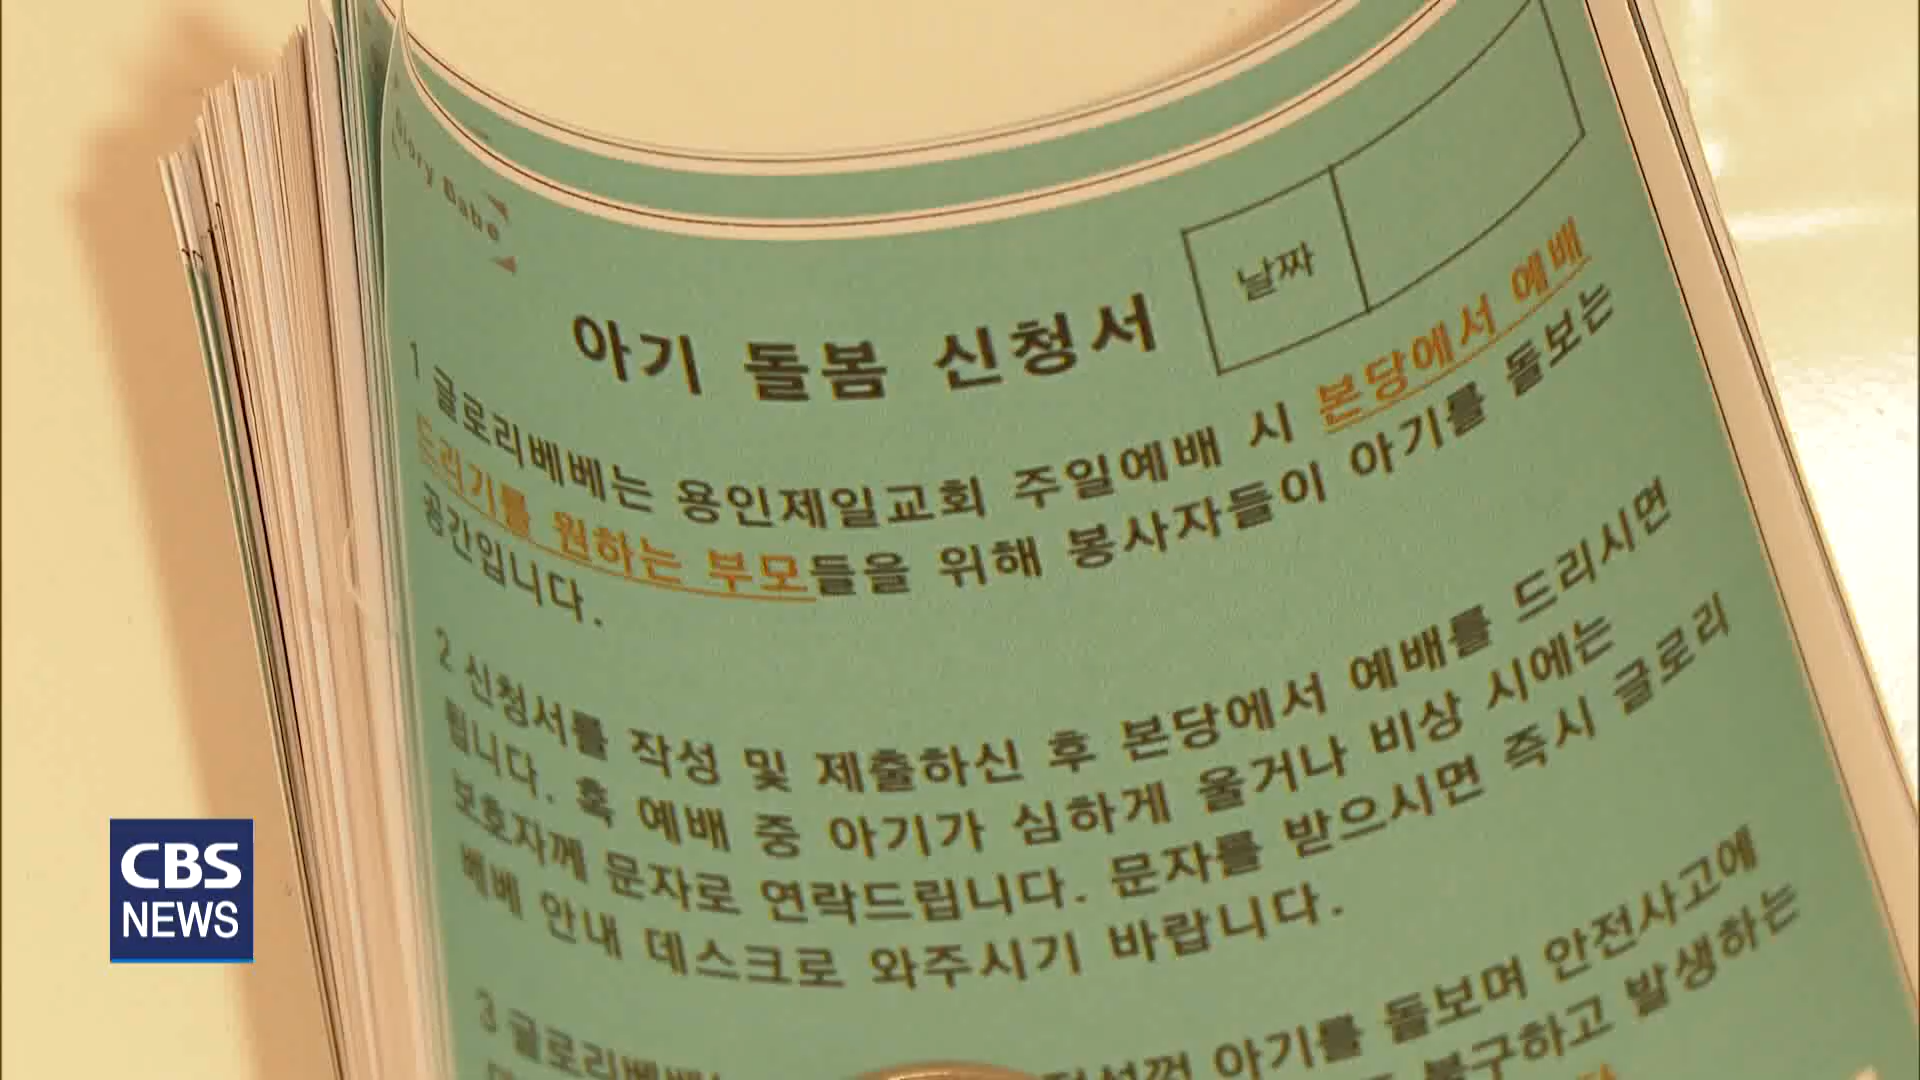 Glory Babe
날짜
아기 돌봄 신청서
1 글로리베베는 용인제일교회 주일예배 시 본당에서 예배
드리기를 원하는 부모들을 위해 봉사자들이 아기를 돌보는
공간입니다.
2 신청서를 작성 및 제출하신 후 본당에서 예배를 드리시면
됩니다. 혹 예배 중 아기가 심하게 울거나 비상 시에는
보호자께 문자로 연락드립니다. 문자를 받으시면 즉시 글로리
베베 안내 데스크로 와주시기 바랍니다.
3 글로리베베 아기를 돌보며 안전사고에
불구하고 발생하는
CBS
NEWS